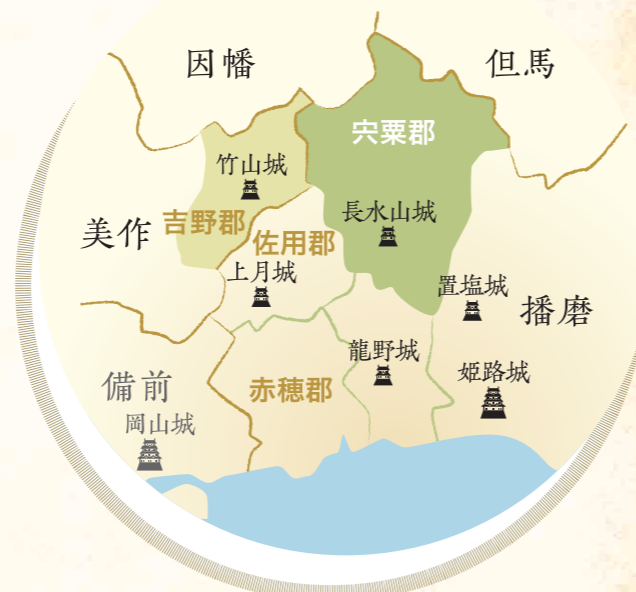 因幡
但馬
宍粟郡
竹山城
長水山城
吉野郡
美作
佐用郡
上月城
置塩城
播磨
龍野城
姫路城
備前
赤穂郡
岡山城